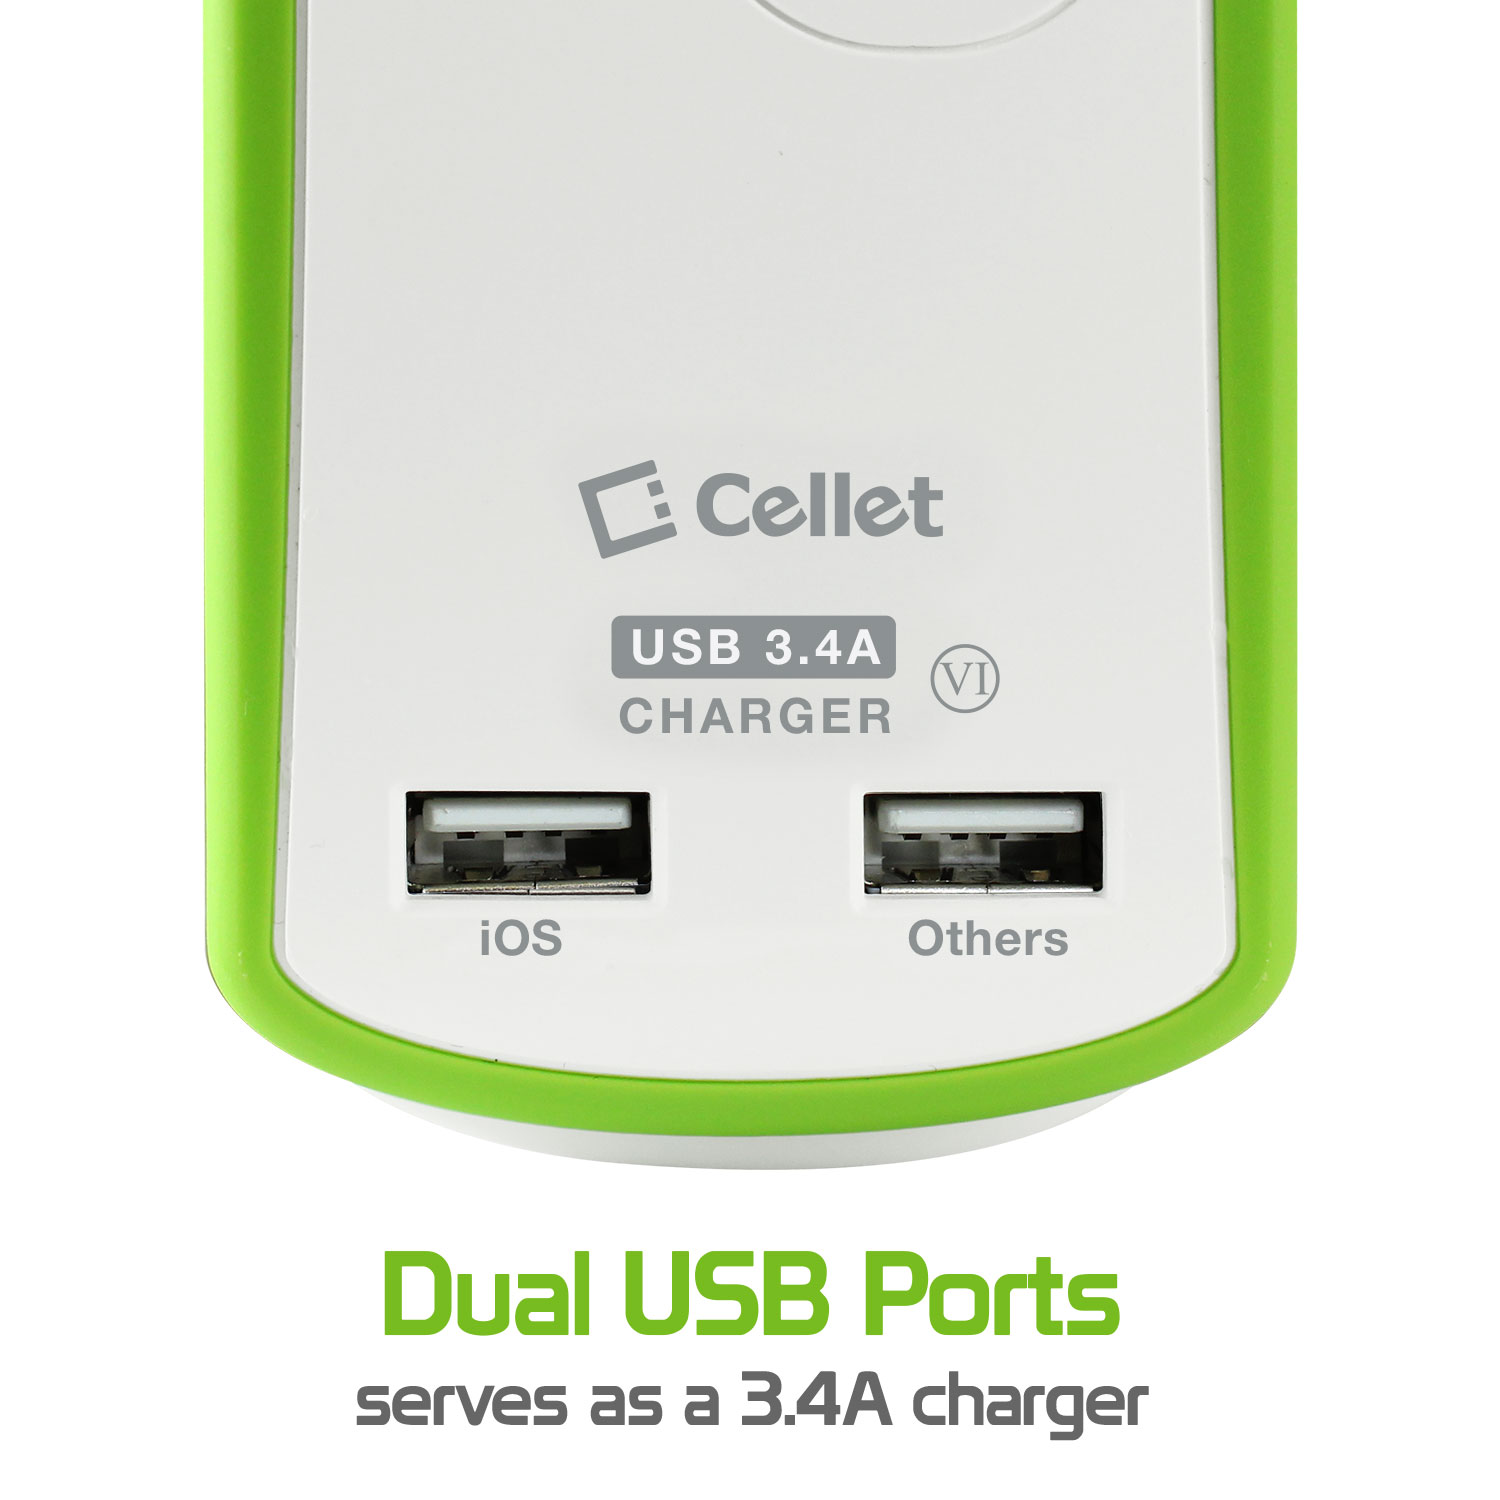 Cellet
USB 3.4A
CHARGER
VI
iOS
Others
Dual USB Ports
serves as a 3.4A charger